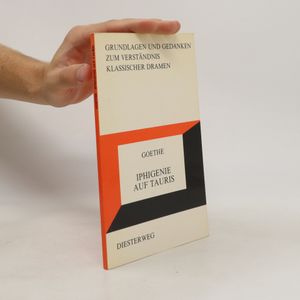 GRUNDLAGEN UND GEDANKEN
ZUM VERSTÄNDNIS
KLASSISCHER DRAMEN
GOETHE
IPHIGENIE
AUF TAURIS
DIESTERWEG